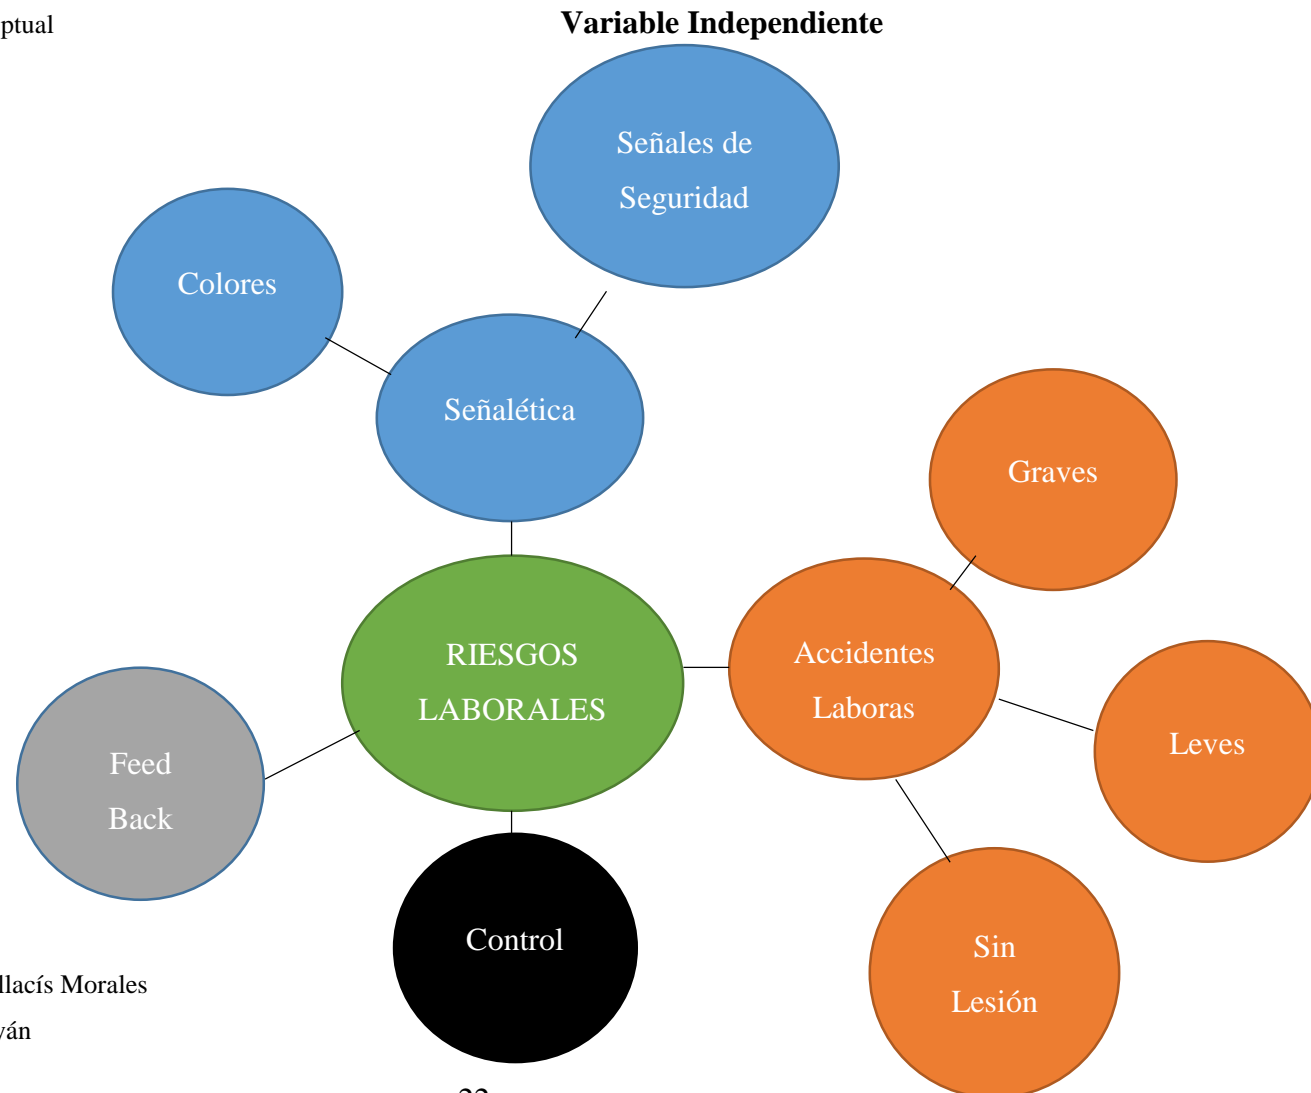 ptual
Variable Independiente
Señales de
Seguridad
Colores
Señalética
Graves
RIESGOS
LABORALES
Accidentes
Laboras
Leves
Feed
Back
Control
Sin
Lesión
llacís Morales
yán